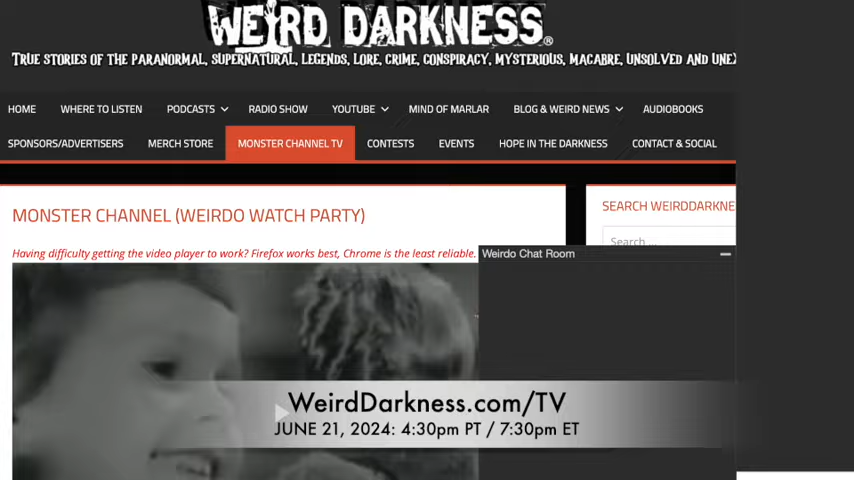 WEIRD DARKNESS®
TRUE STORIES OF THE PARANORMAL, SUPERNATURAL, LEGENDS, LORE, CRIME, CONSPIRACY, MYSTERIOUS, MACABRE, UNSOLVED AND UNEX
HOME WHERE TO LISTEN PODCASTS RADIO SHOW YOUTUBE MIND OF MARLAR BLOG & WEIRD NEWS AUDIOBOOKS
SPONSORS/ADVERTISERS MERCH STORE MONSTER CHANNEL TV CONTESTS EVENTS HOPE IN THE DARKNESS CONTACT & SOCIAL
MONSTER CHANNEL (WEIRDO WATCH PARTY)
SEARCH WEIRDDARKNE
Search ...
Having difficulty getting the video player to work? Firefox works best, Chrome is the least reliable.
Weirdo Chat Room
WeirdDarkness.com/TV
JUNE 21, 2024: 4:30pm PT / 7:30pm ET